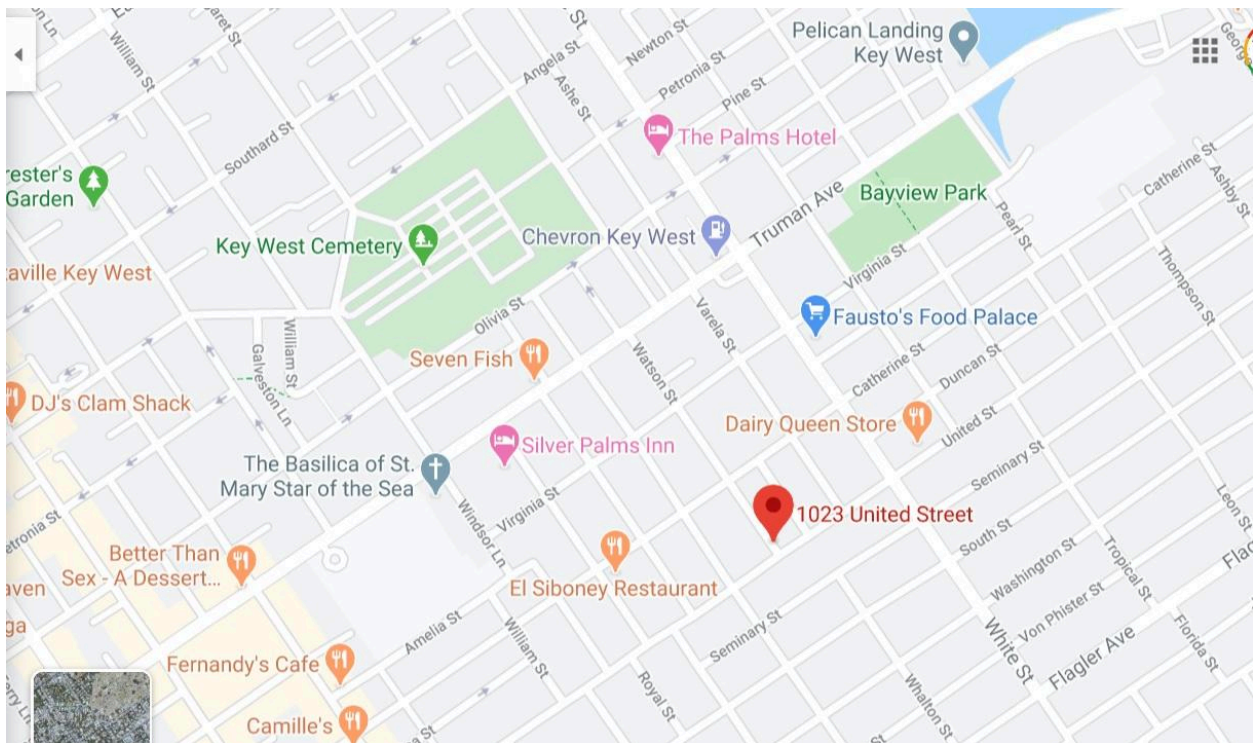 William St
Southard St
Angela St
Ashe St
Newton St
Petronia St
Pine St
Pelican Landing
Key West
The Palms Hotel
Truman Ave
Bayview Park
Catherine St
Ashby St
Pearl St
Virginia St
Thompson St
Garden
Key West Cemetery
Chevron Key West
Key West
William St
Galveston Ln
Olivia St
Seven Fish
Watson St
Varela St
Fausto's Food Palace
Catherine St
Duncan St
DJ's Clam Shack
Silver Palms Inn
Dairy Queen Store
United St
Seminary St
The Basilica of St.
Mary Star of the Sea
Virginia St
Windsor Ln
1023 United Street
South St
Leon St
Better Than
Sex - A Dessert...
El Siboney Restaurant
Washington St
Tropical St
Von Phister St
Flagler Ave
Florida St
White St
Amelia St
William St
Seminary St
Royal St
Whalton St
Fernandy's Cafe
Camille's